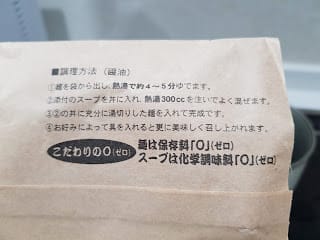 ■調理方法（醤油）
①麺を袋から出し、熱湯で約４～５分ゆでます。
②添付のスープを丼に入れ、熱湯300ccを注いでよく混ぜます。
③②の丼に充分に湯切りした麺を入れて完成です。
④お好みによって具を入れると更に美味しく召し上がれます。
こだわりの０（ゼロ）
麺は保存料「０」（ゼロ）
スープは化学調味料「０」（ゼロ）